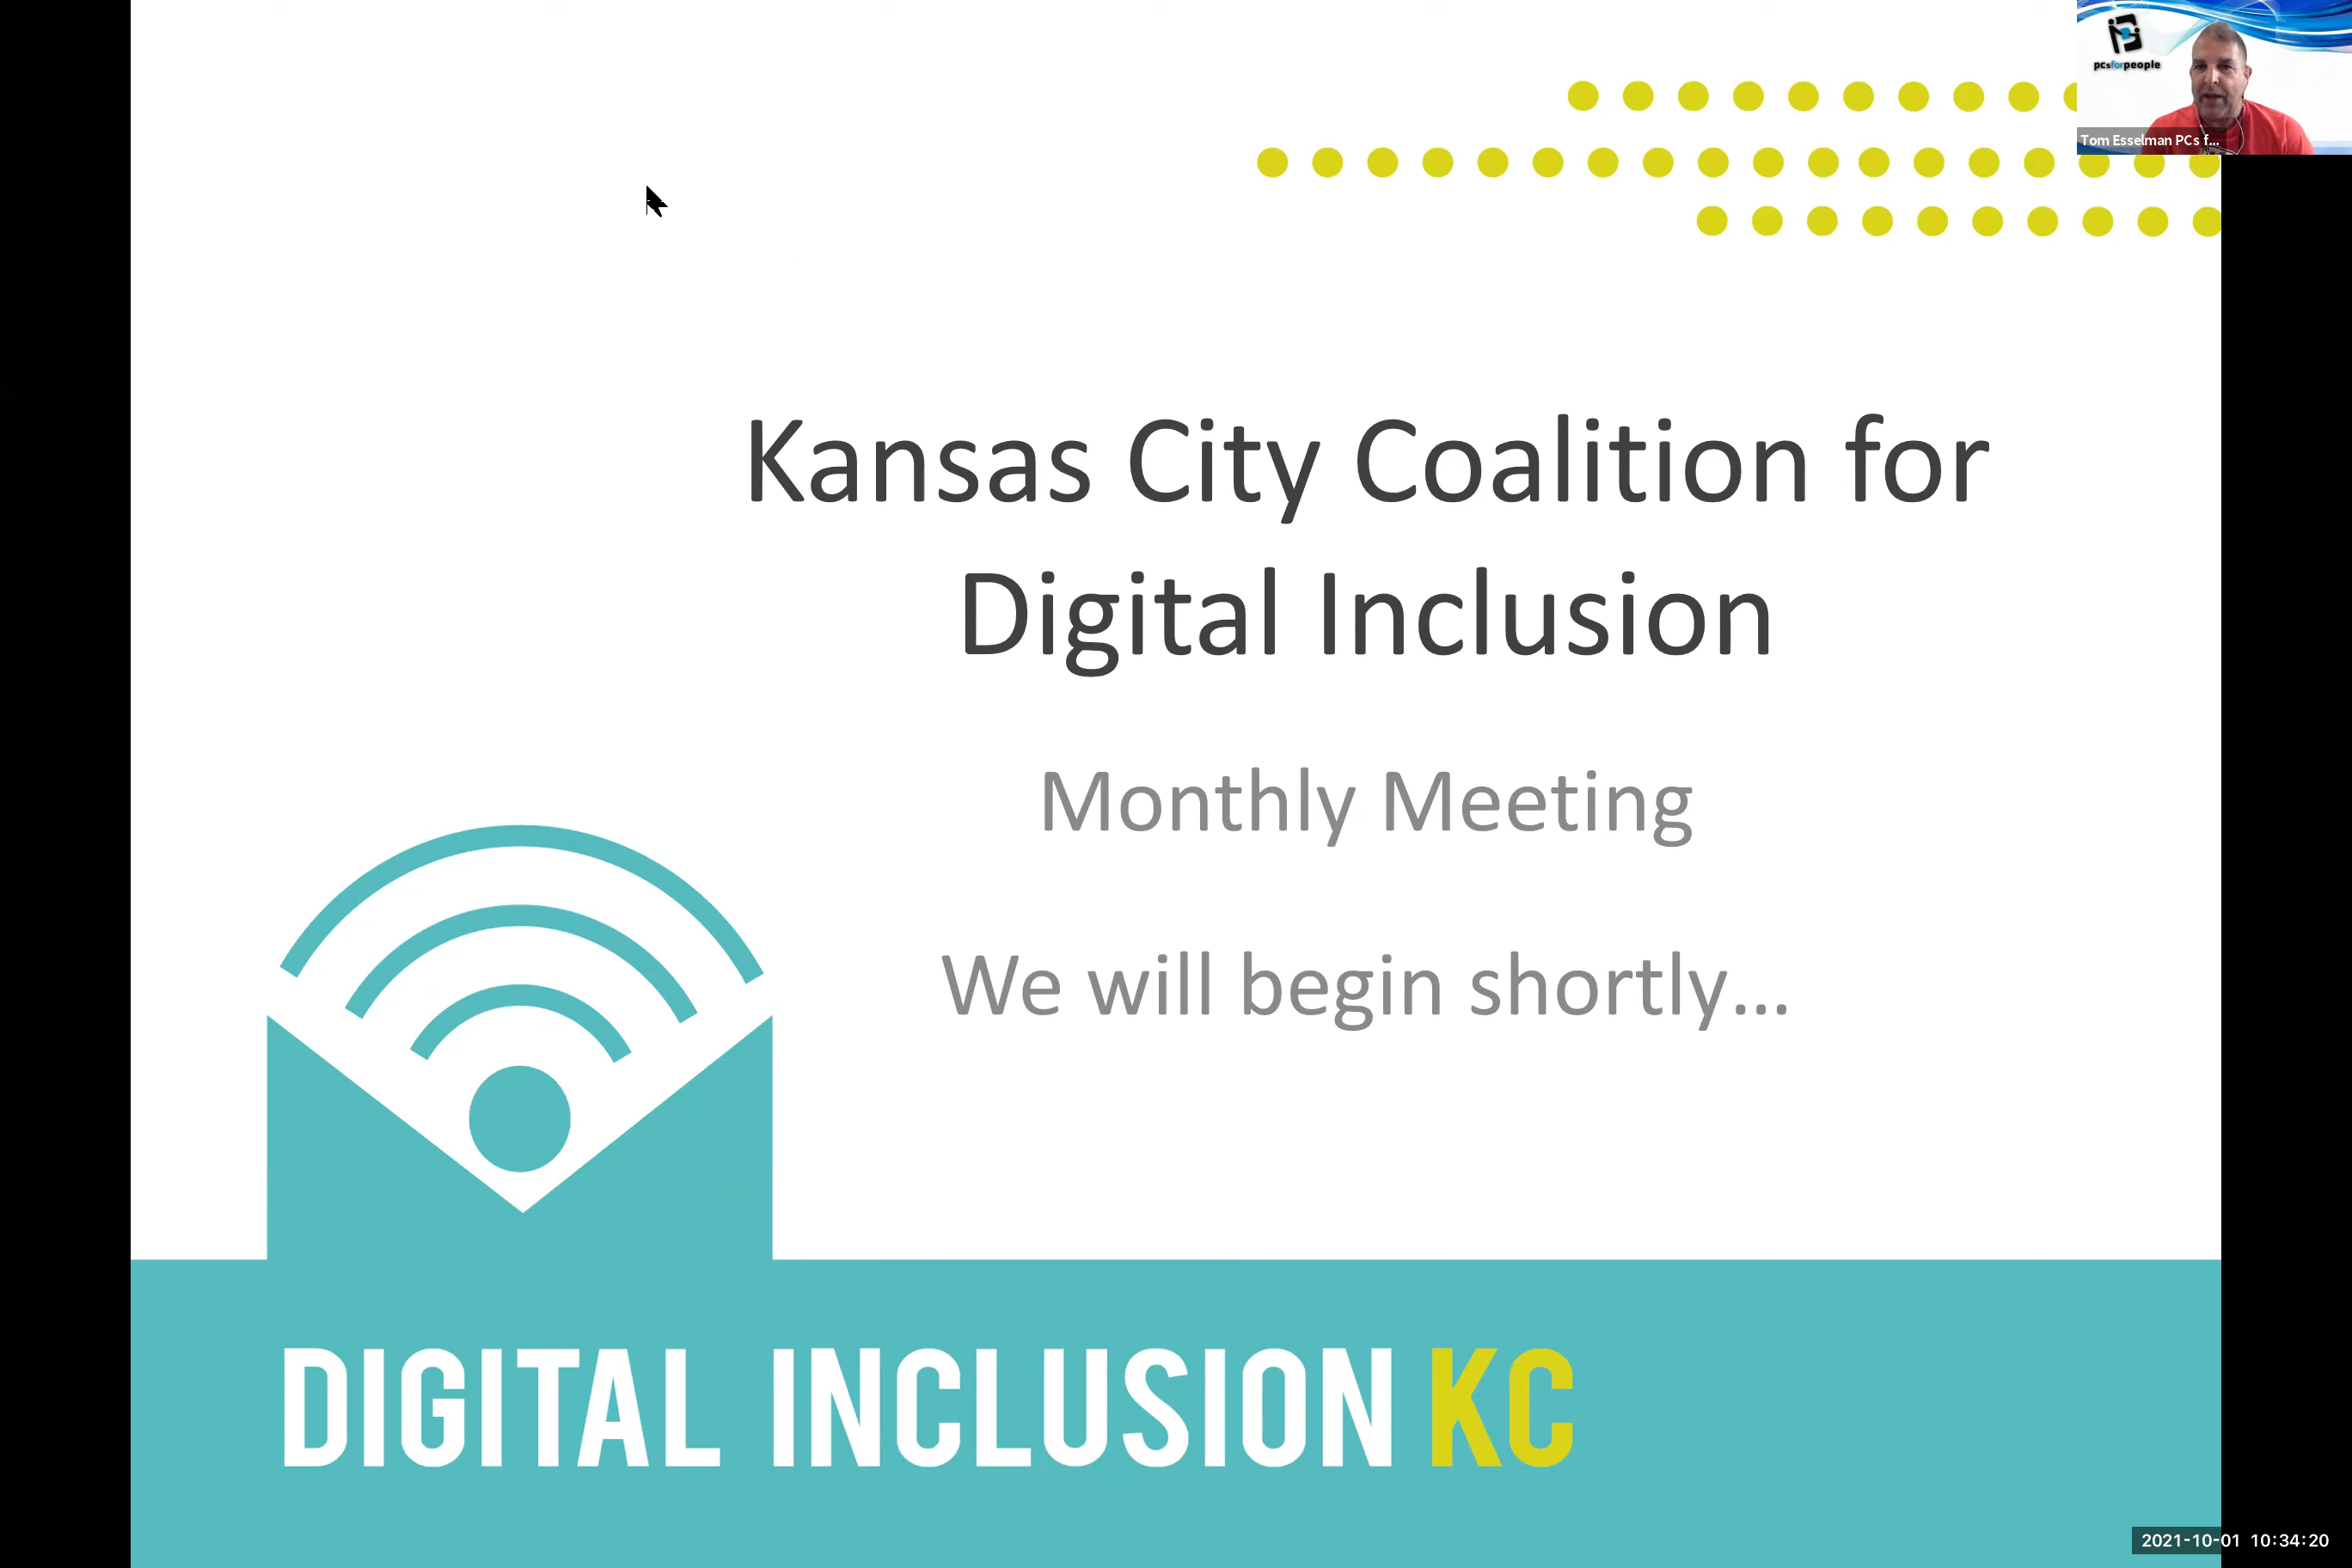 pcsforpeople
Tom Esselman PCs f...
Kansas City Coalition for
Digital Inclusion
Monthly Meeting
We will begin shortly...
DIGITAL INCLUSION KC
2021-10-01 10:34:20